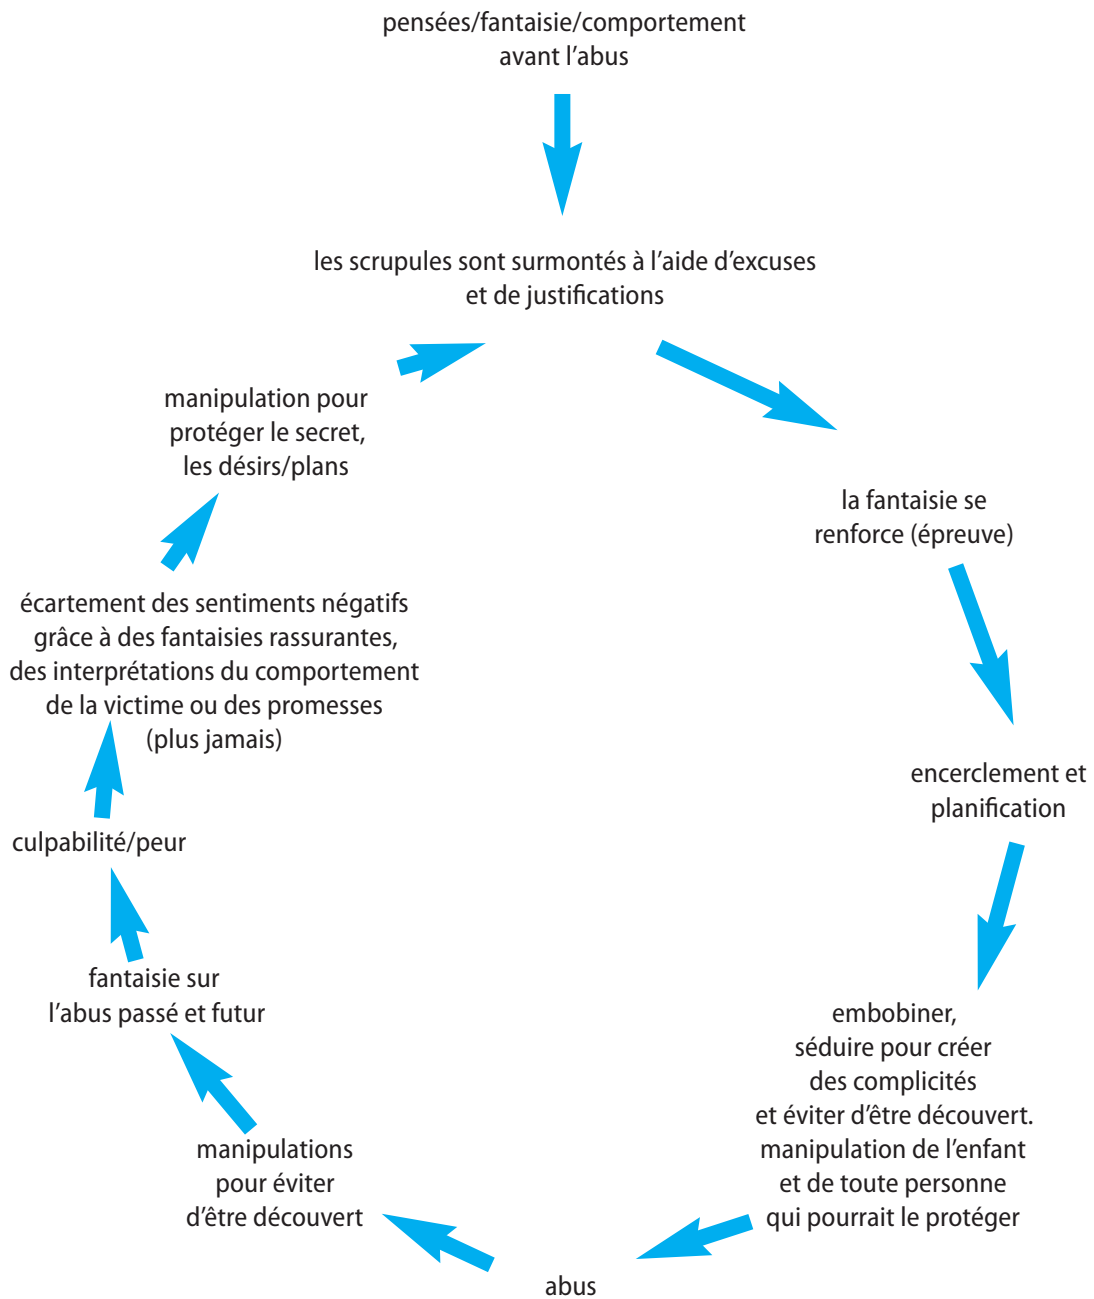 pensées/fantaisie/comportement
avant l’abus
les scrupules sont surmontés à l’aide d’excuses
et de justifications
la fantaisie se
renforce (épreuve)
encerclement et
planification
embobiner,
séduire pour créer
des complicités
et éviter d’être découvert.
manipulation de l’enfant
et de toute personne
qui pourrait le protéger
abus
manipulations
pour éviter
d’être découvert
fantaisie sur
l’abus passé et futur
culpabilité/peur
écartement des sentiments négatifs
grâce à des fantaisies rassurantes,
des interprétations du comportement
de la victime ou des promesses
(plus jamais)
manipulation pour
protéger le secret,
les désirs/plans